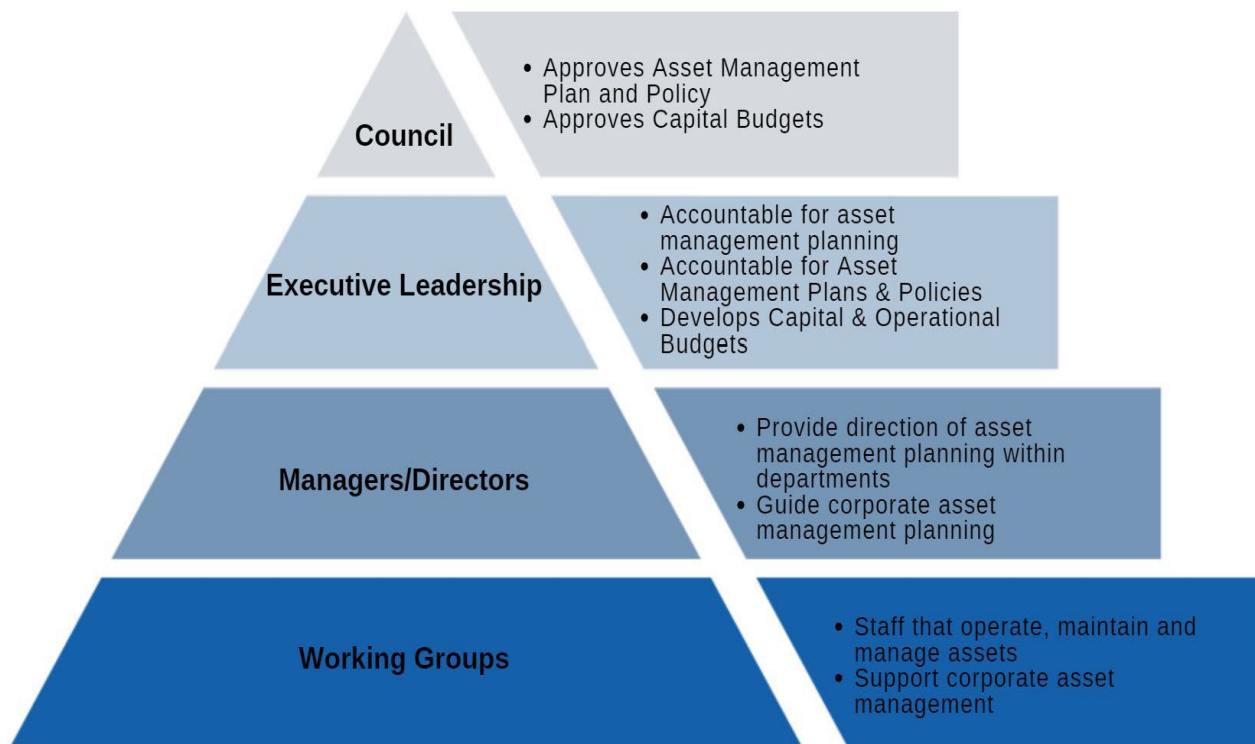 Council
• Approves Asset Management
Plan and Policy
• Approves Capital Budgets
Executive Leadership
• Accountable for asset
management planning
• Accountable for Asset
Management Plans & Policies
• Develops Capital & Operational
Budgets
Managers/Directors
• Provide direction of asset
management planning within
departments
• Guide corporate asset
management planning
Working Groups
• Staff that operate, maintain and
manage assets
• Support corporate asset
management